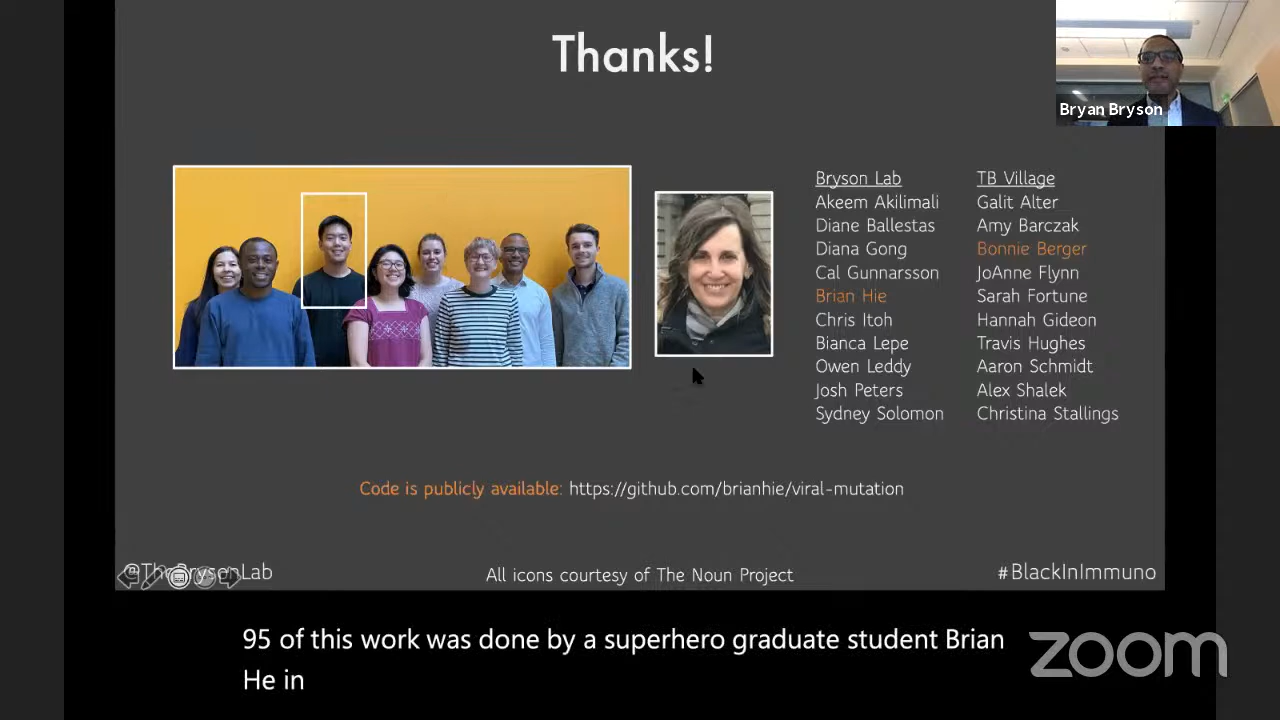 Thanks!
Bryan Bryson
Bryson Lab
Akeem Akilimali
Diane Ballestas
Diana Gong
Cal Gunnarsson
Brian Hie
Chris Itoh
Bianca Lepe
Owen Leddy
Josh Peters
Sydney Solomon
TB Village
Galit Alter
Amy Barczak
Bonnie Berger
JoAnne Flynn
Sarah Fortune
Hannah Gideon
Travis Hughes
Aaron Schmidt
Alex Shalek
Christina Stallings
Code is publicly available: https://github.com/brianhie/viral-mutation
@TheBrysonLab
All icons courtesy of The Noun Project
#BlackInImmuno
95 of this work was done by a superhero graduate student Brian
He in
zoom